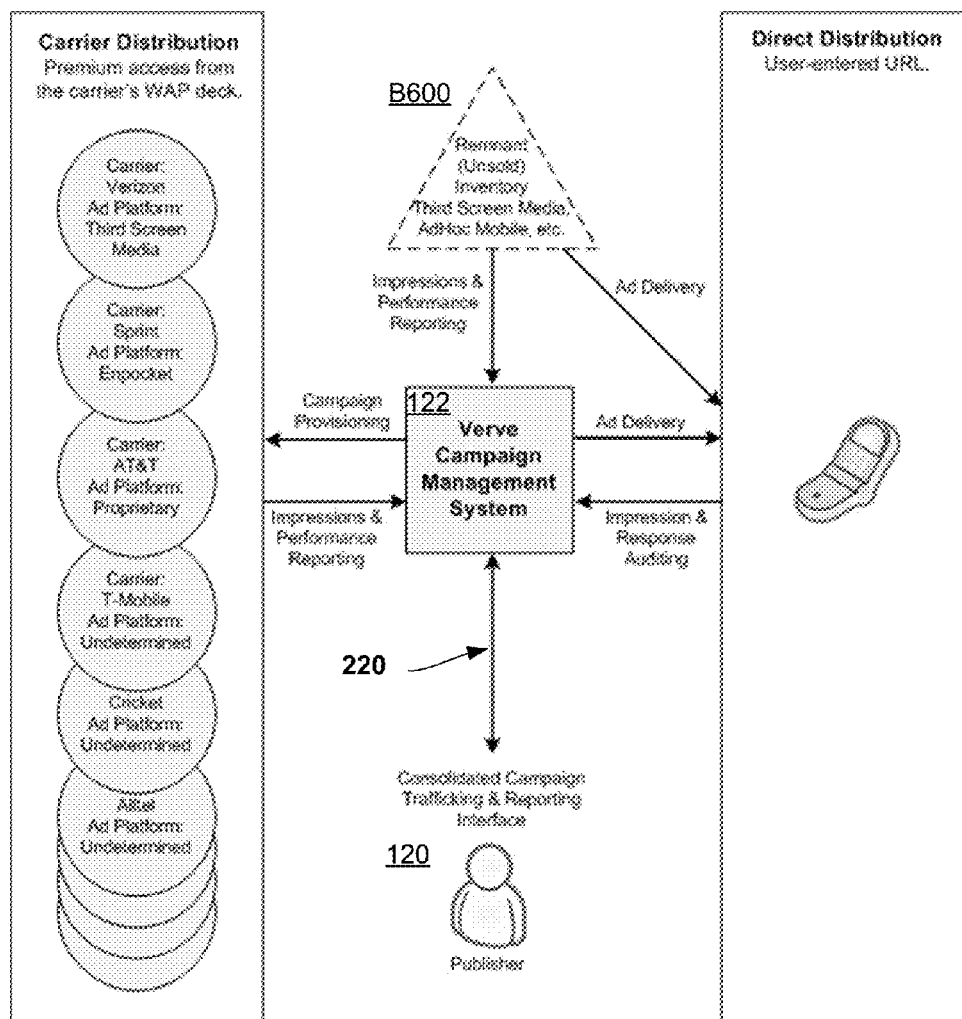 Carrier Distribution
Premium access from
the carrier's WAP deck.
Carrier:
Verizon
Ad Platform:
Third Screen
Media
Carrier:
Sprint
Ad Platform:
Enpocket
Carrier:
AT&T
Ad Platform:
Proprietary
Carrier:
T-Mobile
Ad Platform:
Undetermined
Cricket
Ad Platform:
Undetermined
Alltel
Ad Platform:
Undetermined
B600
Remnant
(Unsold)
Inventory
Third Screen Media,
AdHoc Mobile, etc.
Impressions &
Performance
Reporting
Ad Delivery
Campaign
Provisioning
122
Verve
Campaign
Management
System
Ad Delivery
Impressions &
Performance
Reporting
Impression &
Response
Auditing
220
Consolidated Campaign
Trafficking & Reporting
Interface
120
Publisher
Direct Distribution
User-entered URL.